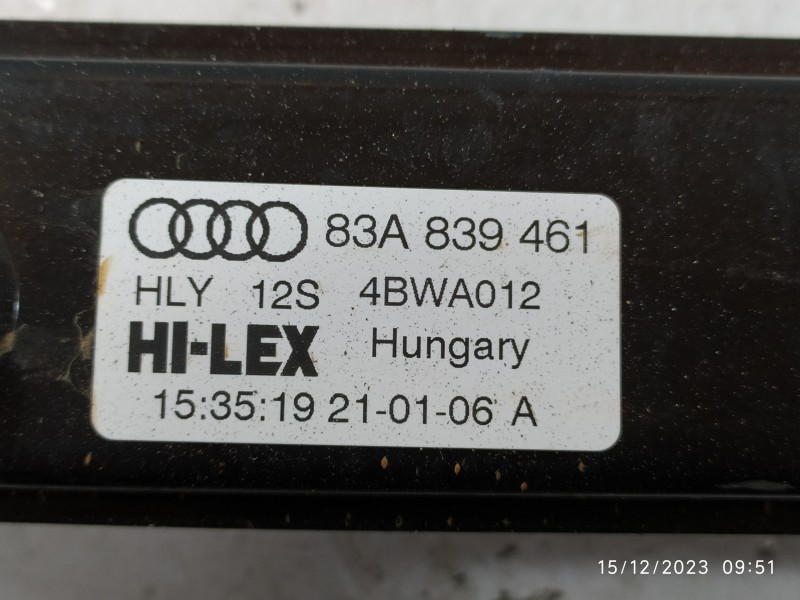 83A 839 461
HLY 12S 4BWA012
HI-LEX Hungary
15:35:19 21-01-06 A
15/12/2023 09:51